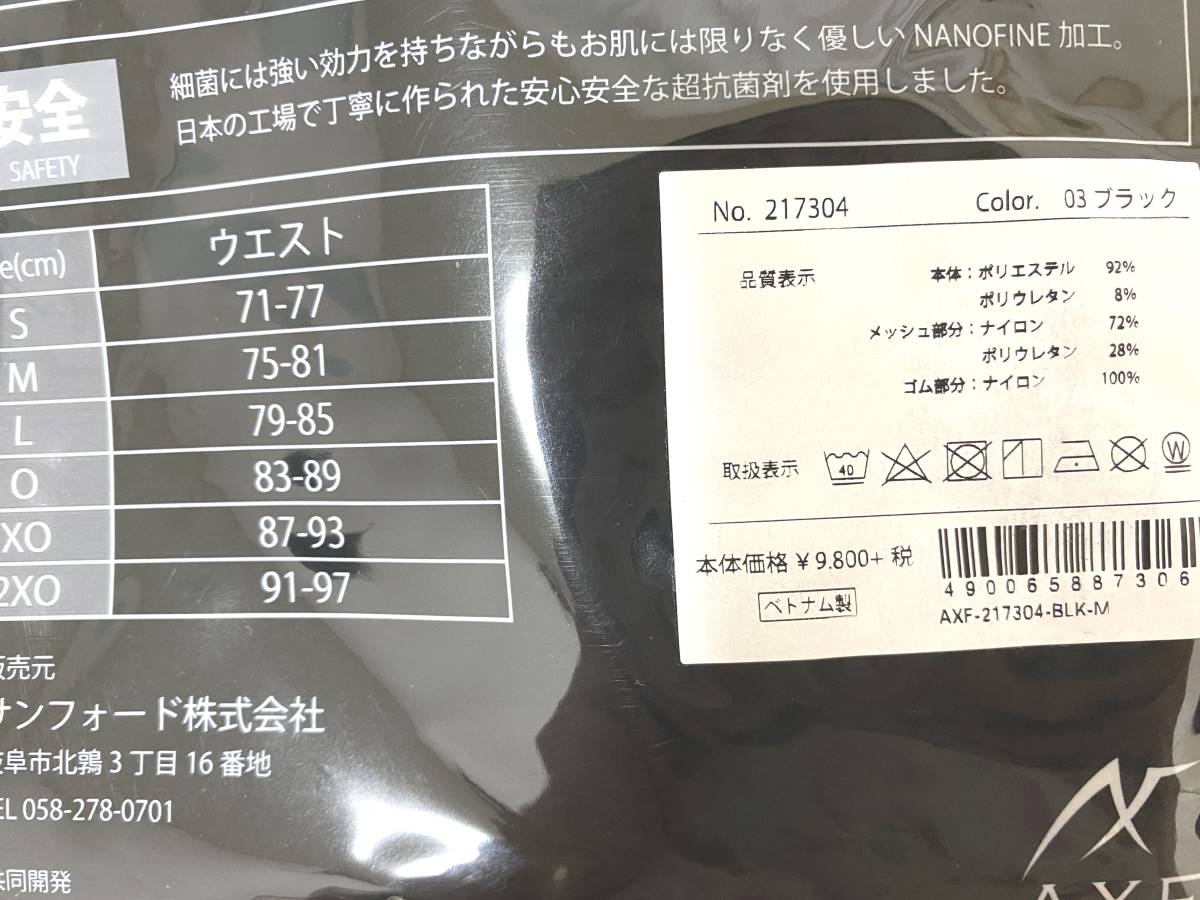 細菌には強い効力を持ちながらもお肌には限りなく優しいNANOFINE加工。
日本の工場で丁寧に作られた安心安全な超抗菌剤を使用しました。
安全
SAFETY
e(cm) ウエスト
S 71-77
M 75-81
L 79-85
O 83-89
XO 87-93
2XO 91-97
販売元
サンフォード株式会社
岐阜市北鶉3丁目16番地
TEL 058-278-0701
共同開発
No. 217304 Color. 03 ブラック
品質表示 本体：ポリエステル 92%
ポリウレタン 8%
メッシュ部分：ナイロン 72%
ポリウレタン 28%
ゴム部分：ナイロン 100%
取扱表示 40 W
本体価格 ¥9.800+ 税
ベトナム製
490065887306
AXF-217304-BLK-M
AXF